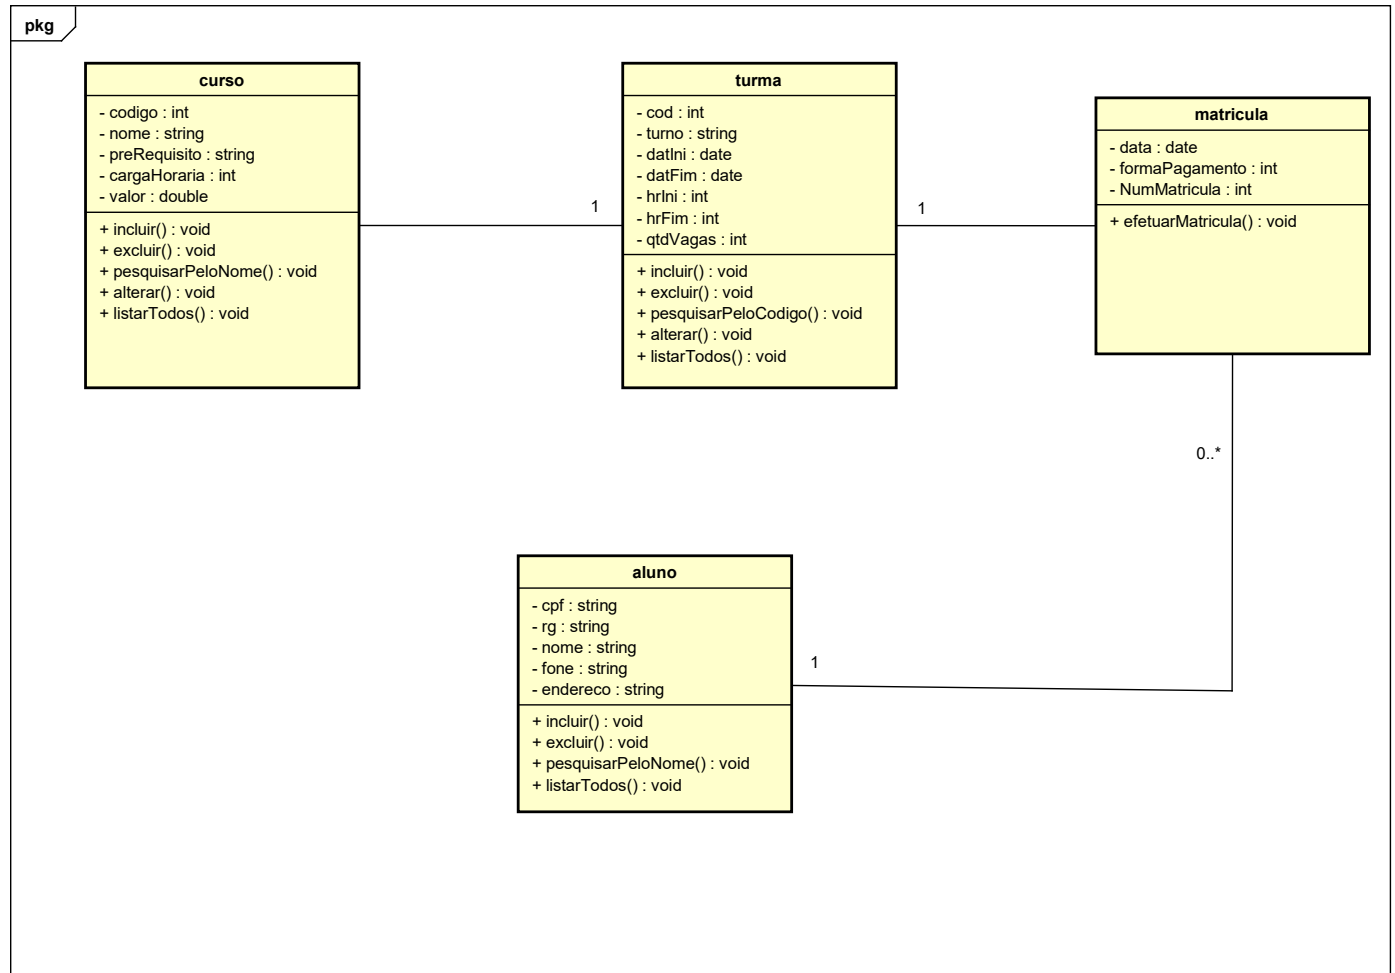 pkg
curso
- codigo : int
- nome : string
- preRequisito : string
- cargaHoraria : int
- valor : double
+ incluir() : void
+ excluir() : void
+ pesquisarPeloNome() : void
+ alterar() : void
+ listarTodos() : void
1
turma
- cod : int
- turno : string
- datIni : date
- datFim : date
- hrIni : int
- hrFim : int
- qtdVagas : int
+ incluir() : void
+ excluir() : void
+ pesquisarPeloCodigo() : void
+ alterar() : void
+ listarTodos() : void
1
matricula
- data : date
- formaPagamento : int
- NumMatricula : int
+ efetuarMatricula() : void
0..*
aluno
- cpf : string
- rg : string
- nome : string
- fone : string
- endereco : string
+ incluir() : void
+ excluir() : void
+ pesquisarPeloNome() : void
+ listarTodos() : void
1